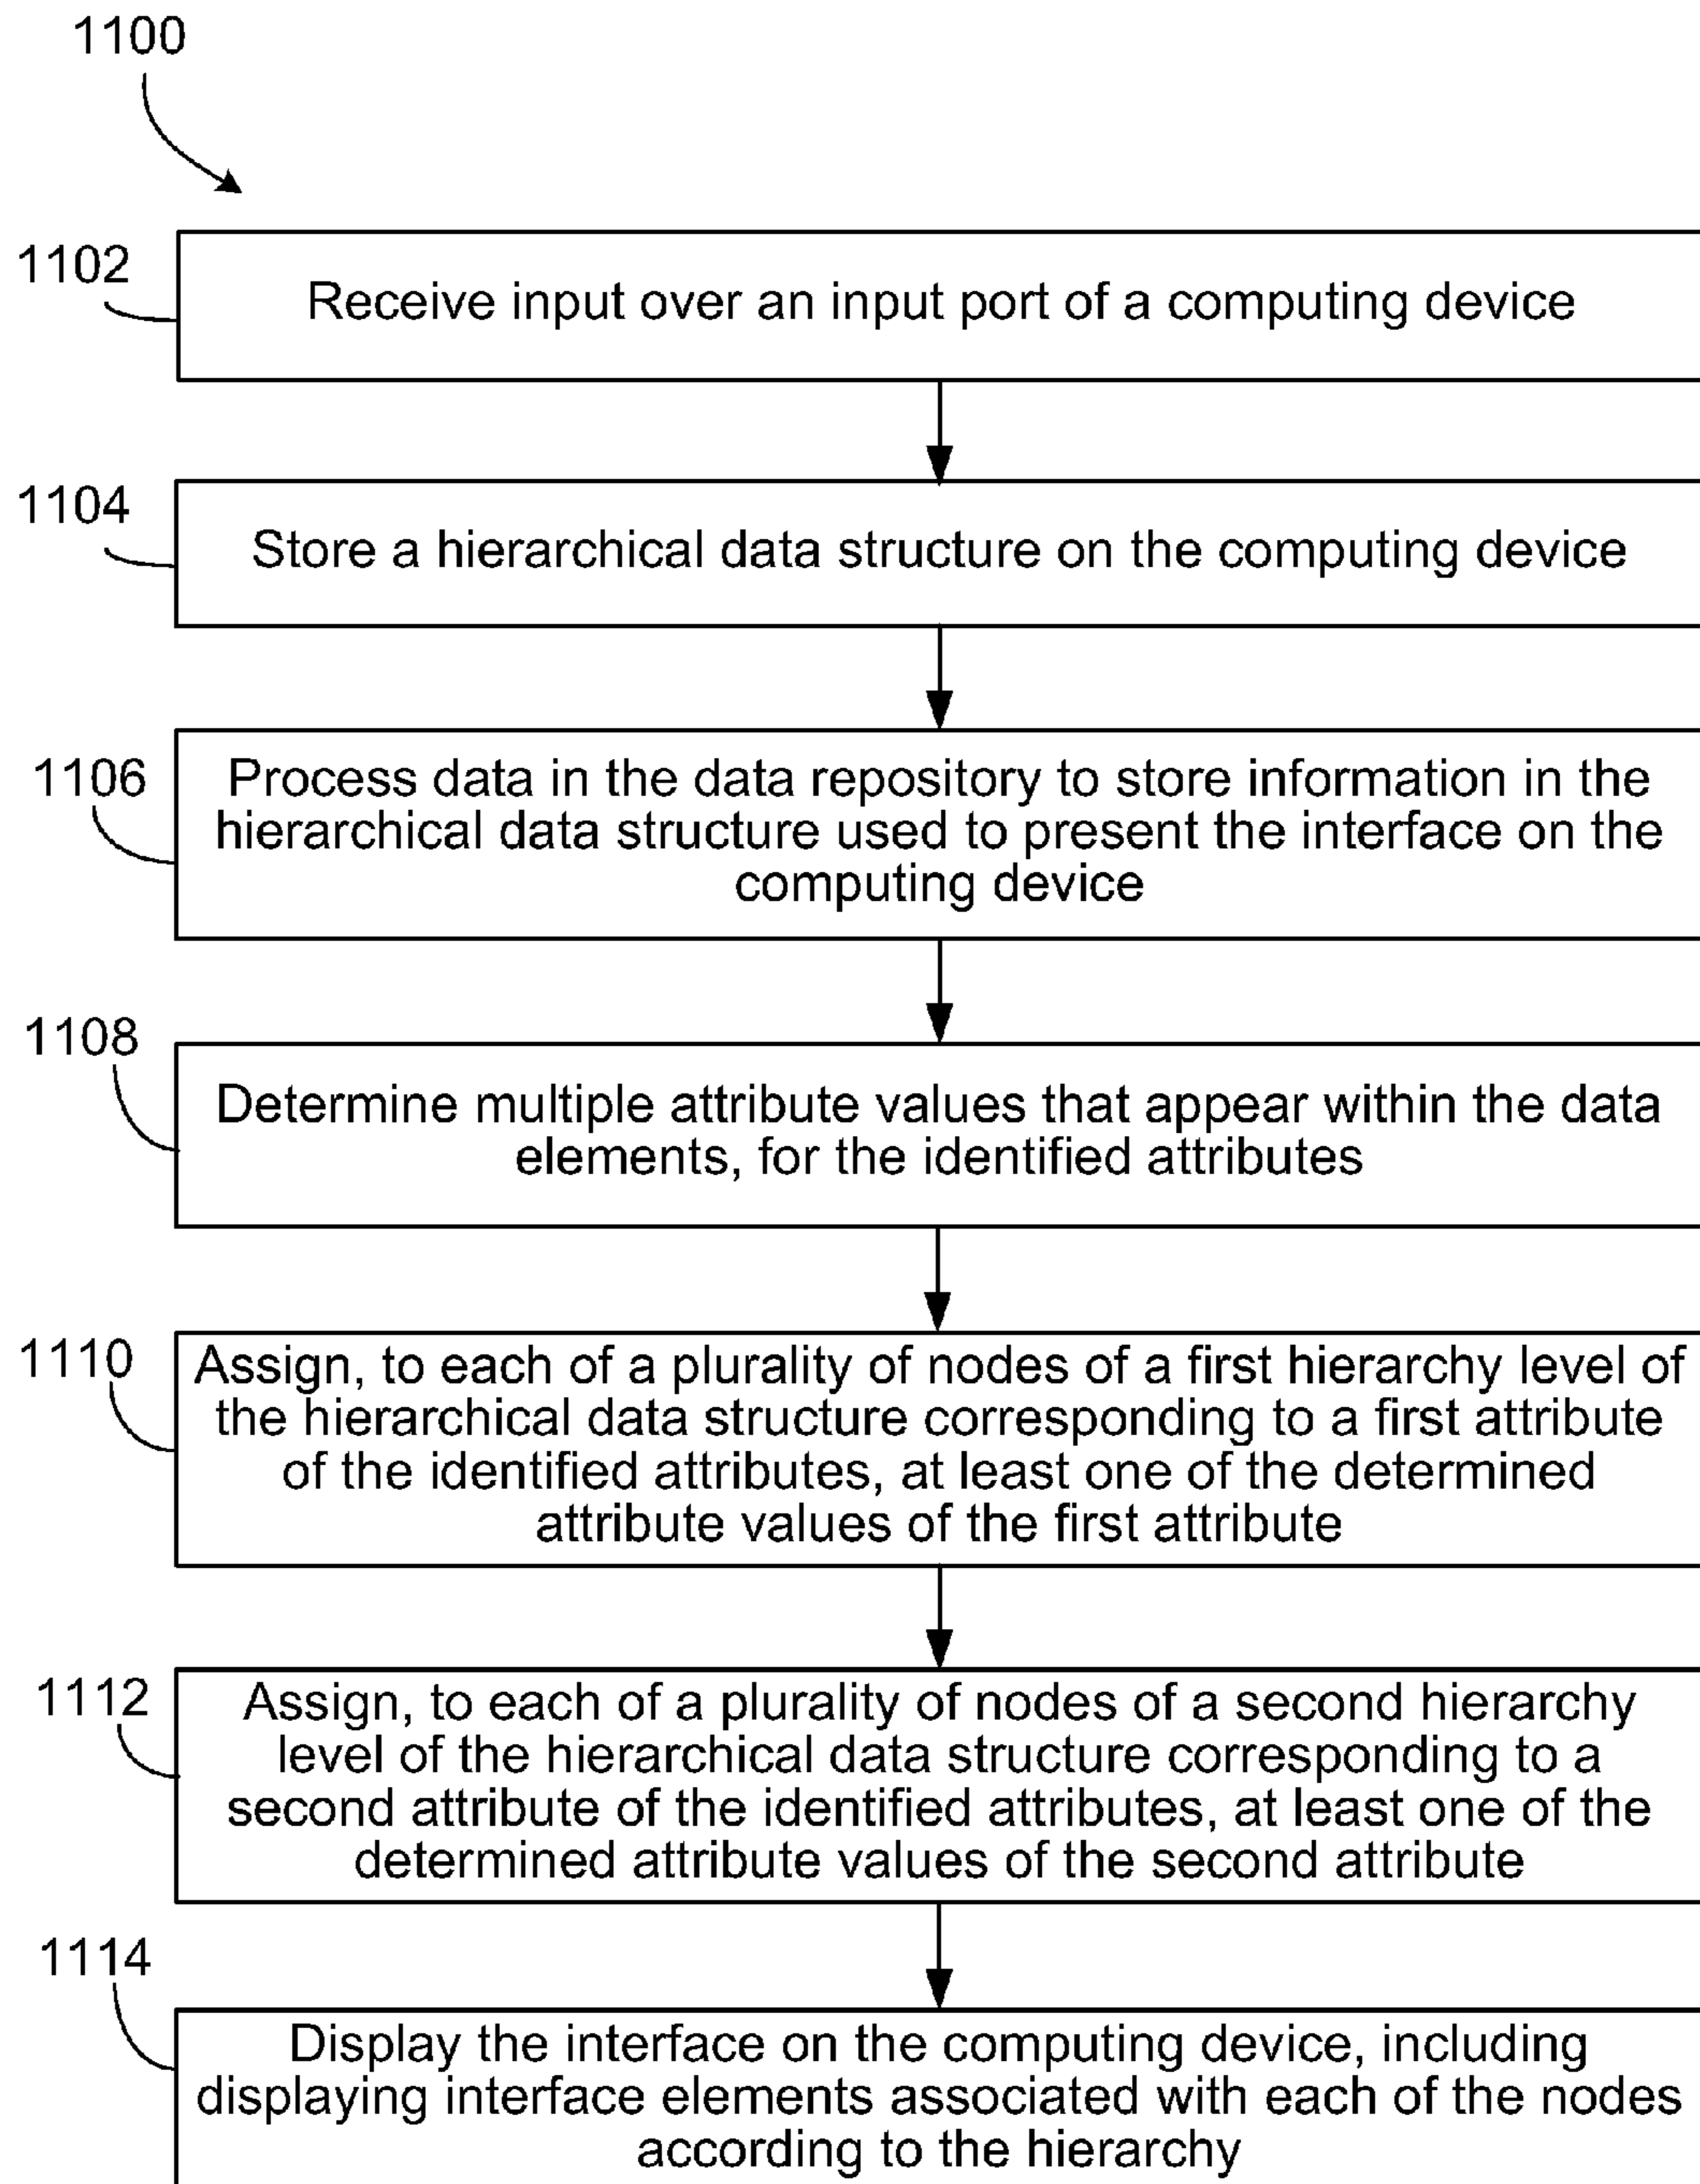 1100
1102
Receive input over an input port of a computing device
1104
Store a hierarchical data structure on the computing device
1106
Process data in the data repository to store information in the
hierarchical data structure used to present the interface on the
computing device
1108
Determine multiple attribute values that appear within the data
elements, for the identified attributes
1110
Assign, to each of a plurality of nodes of a first hierarchy level of
the hierarchical data structure corresponding to a first attribute
of the identified attributes, at least one of the determined
attribute values of the first attribute
1112
Assign, to each of a plurality of nodes of a second hierarchy
level of the hierarchical data structure corresponding to a
second attribute of the identified attributes, at least one of the
determined attribute values of the second attribute
1114
Display the interface on the computing device, including
displaying interface elements associated with each of the nodes
according to the hierarchy